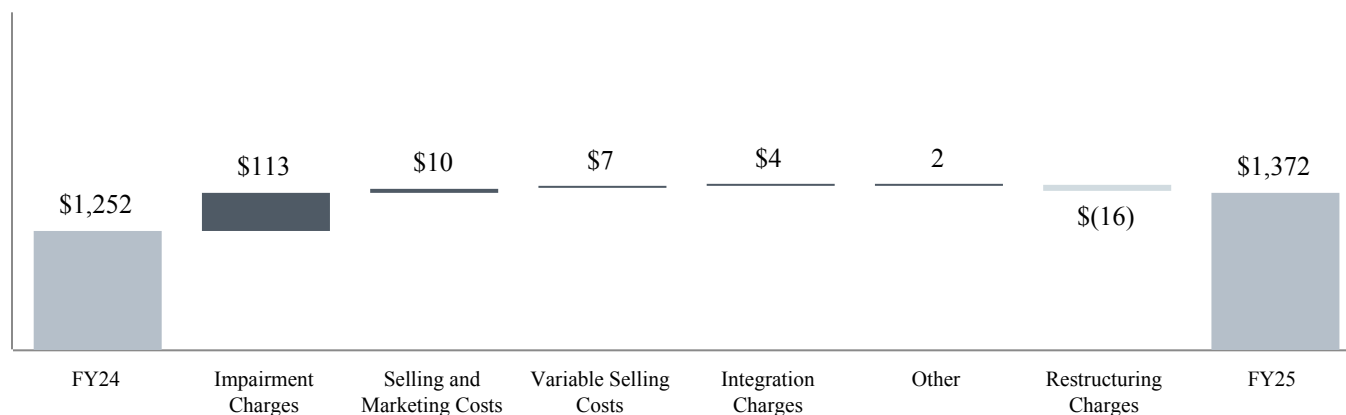 $1,252
$113
$10
$7
$4
2
$(16)
$1,372
FY24
Impairment
Charges
Selling and
Marketing Costs
Variable Selling
Costs
Integration
Charges
Other
Restructuring
Charges
FY25